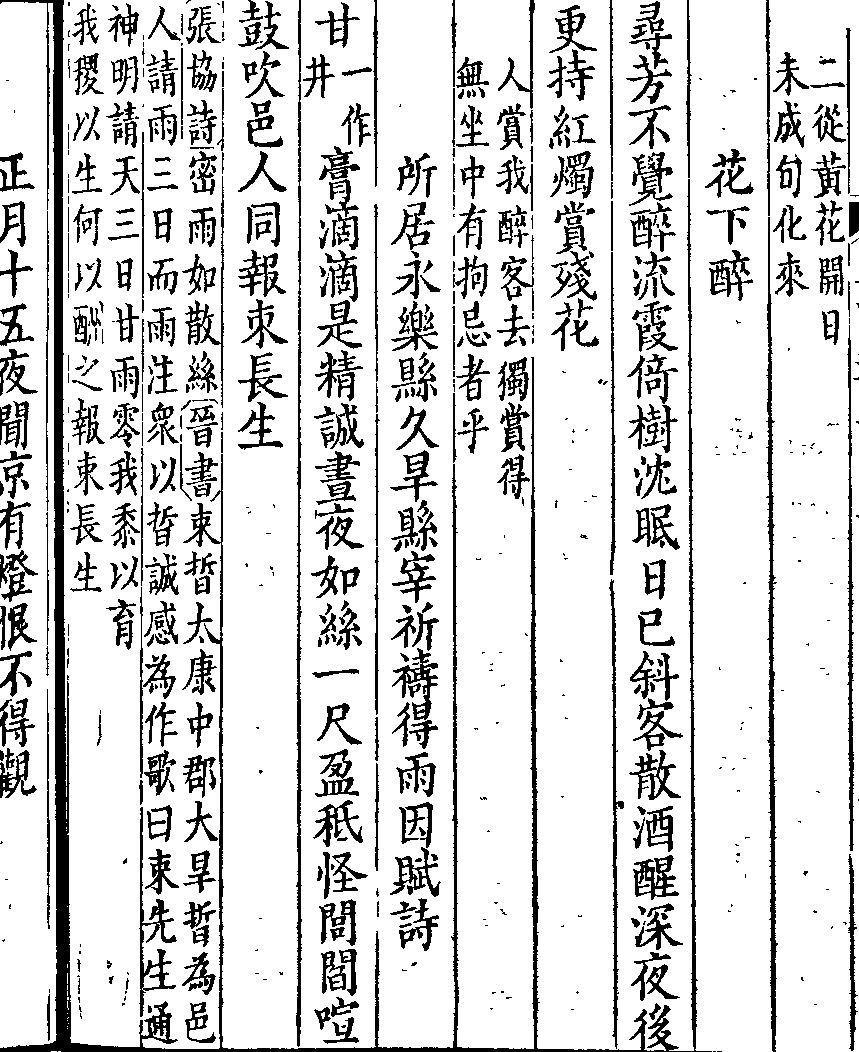 二從黃花開日
未成句化來
花下醉
尋芳不覺醉流霞倚樹沈眠日已斜客散酒醒深夜後
更持紅燭賞殘花
人賞我醉客去獨賞得
無坐中有拘忌者乎
所居永樂縣久旱縣宰祈禱得雨因賦詩
甘一作井膏滴滴是精誠晝夜如絲一尺盈秪怪閭閻喧
鼓吹邑人同報束長生
張協詩密雨如散絲晉書束晳太康中郡大旱晳為邑
人請雨三日而雨注衆以晳誠感為作歌曰束先生通
神明請天三日甘雨零我黍以育
我稷以生何以酬之報束長生
正月十五夜聞京有燈恨不得觀